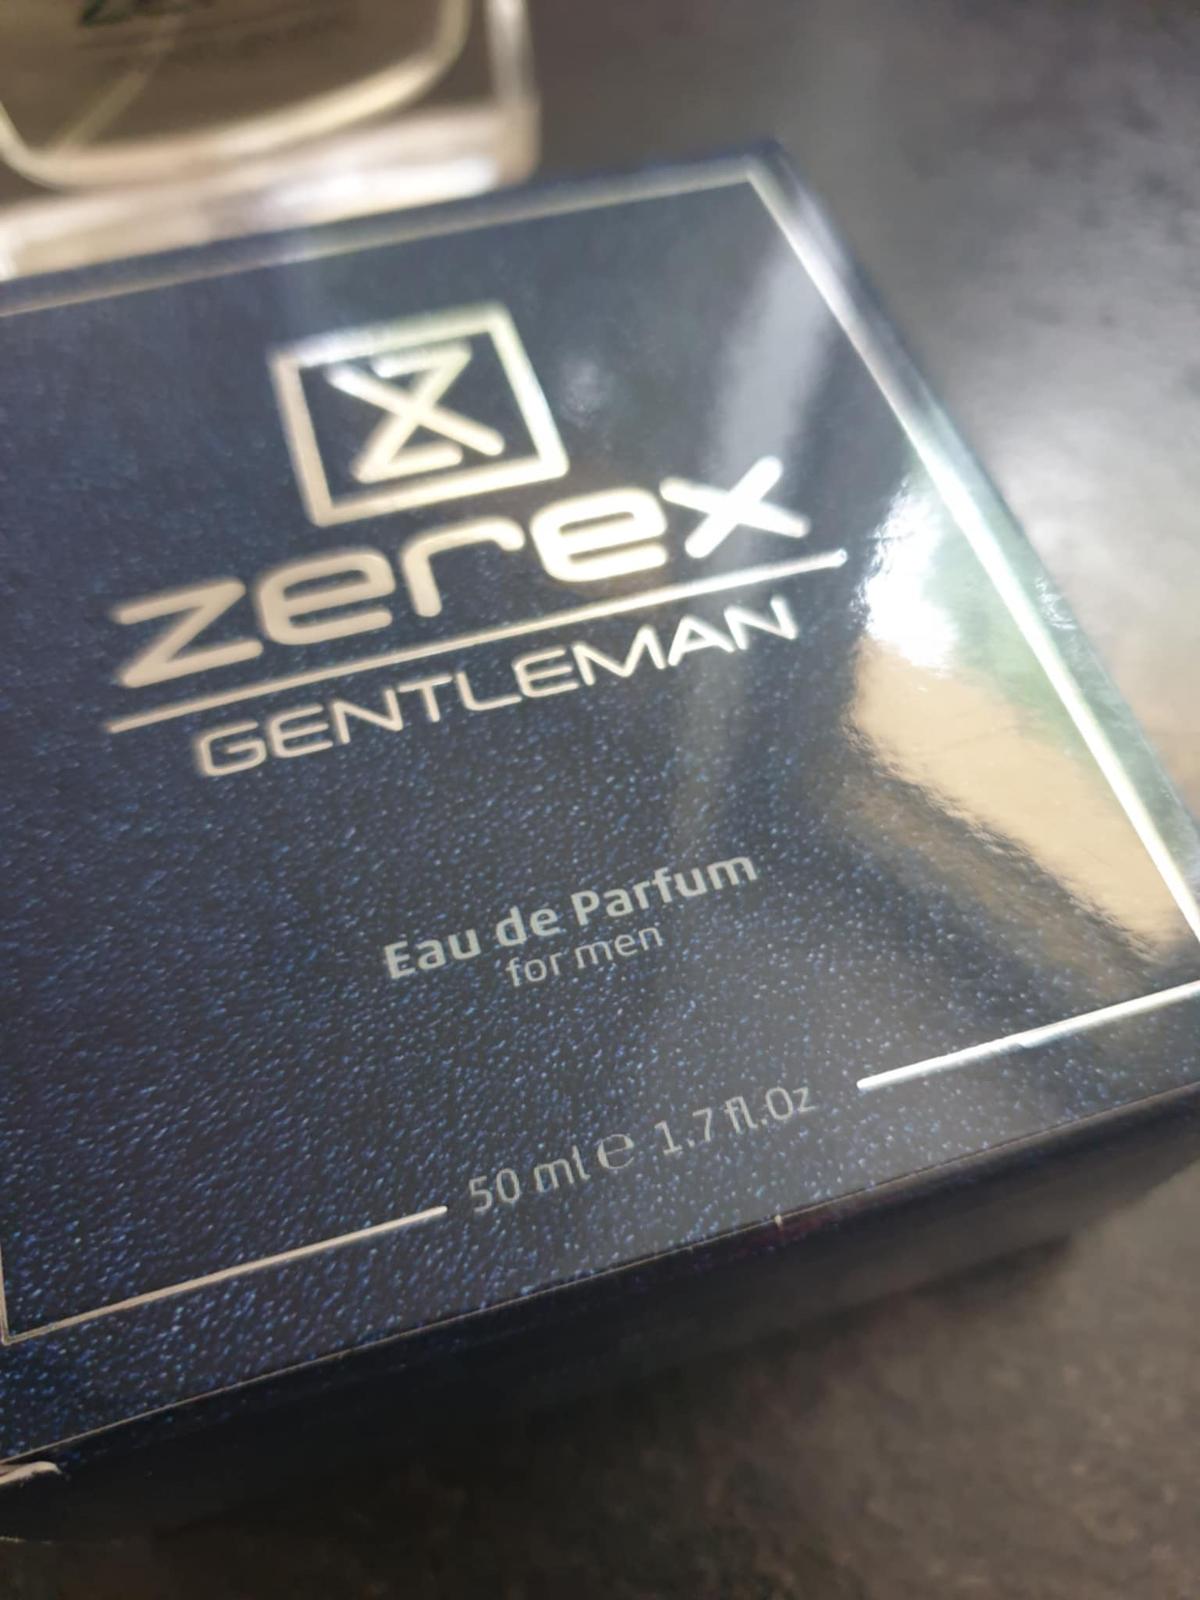 zerex
GENTLEMAN
Eau de Parfum
for men
50 ml ℮ 1.7 fl.Oz